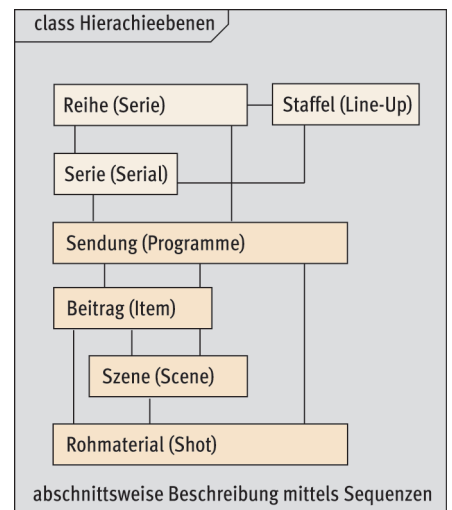 class Hierachieebenen
Reihe (Serie)
Staffel (Line-Up)
Serie (Serial)
Sendung (Programme)
Beitrag (Item)
Szene (Scene)
Rohmaterial (Shot)
abschnittsweise Beschreibung mittels Sequenzen